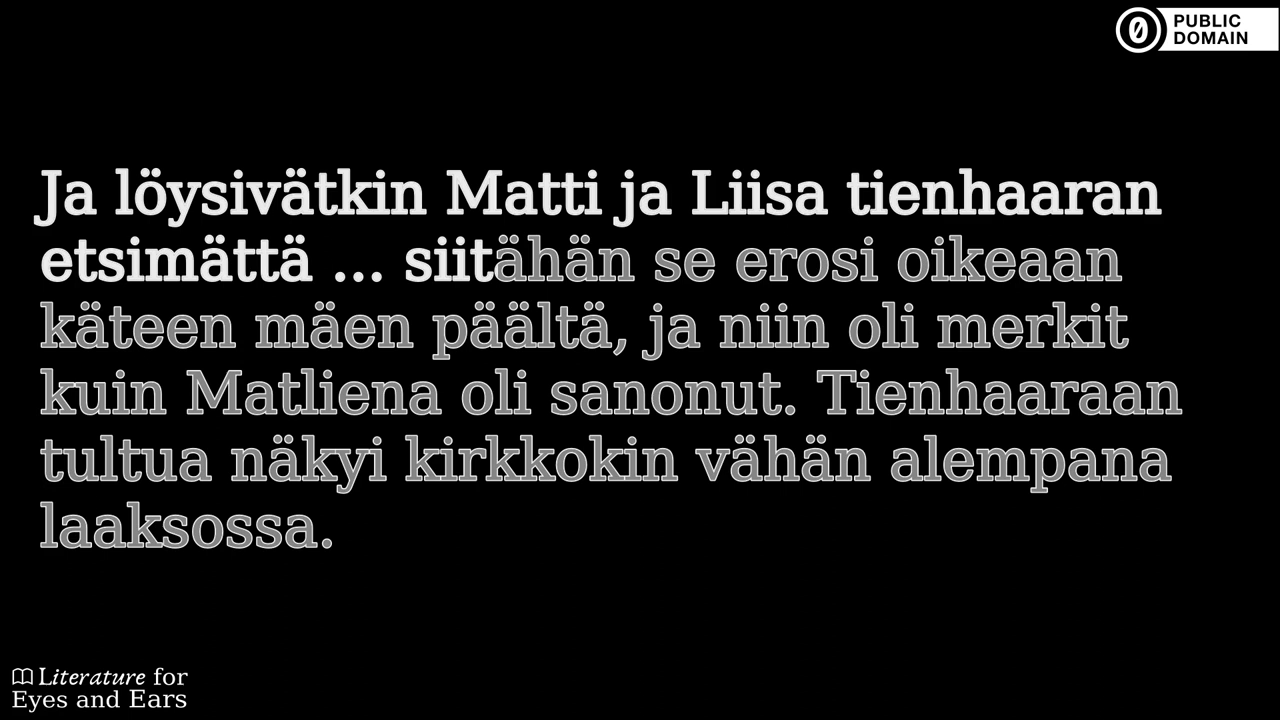 PUBLIC
DOMAIN
Ja löysivätkin Matti ja Liisa tienhaaran
etsimättä ... siitähän se erosi oikeaan
käteen mäen päältä, ja niin oli merkit
kuin Matliena oli sanonut. Tienhaaraan
tultua näkyi kirkkokin vähän alempana
laaksossa.
Literature for
Eyes and Ears